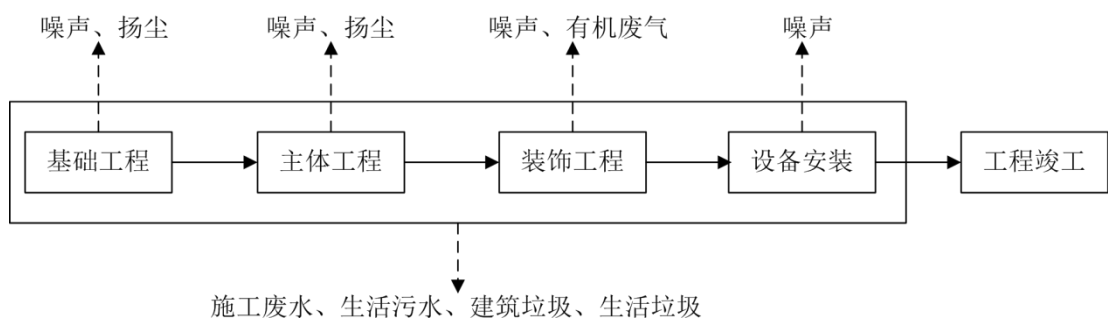 噪声、扬尘 噪声、扬尘 噪声、有机废气 噪声
基础工程 主体工程 装饰工程 设备安装 工程竣工
施工废水、生活污水、建筑垃圾、生活垃圾